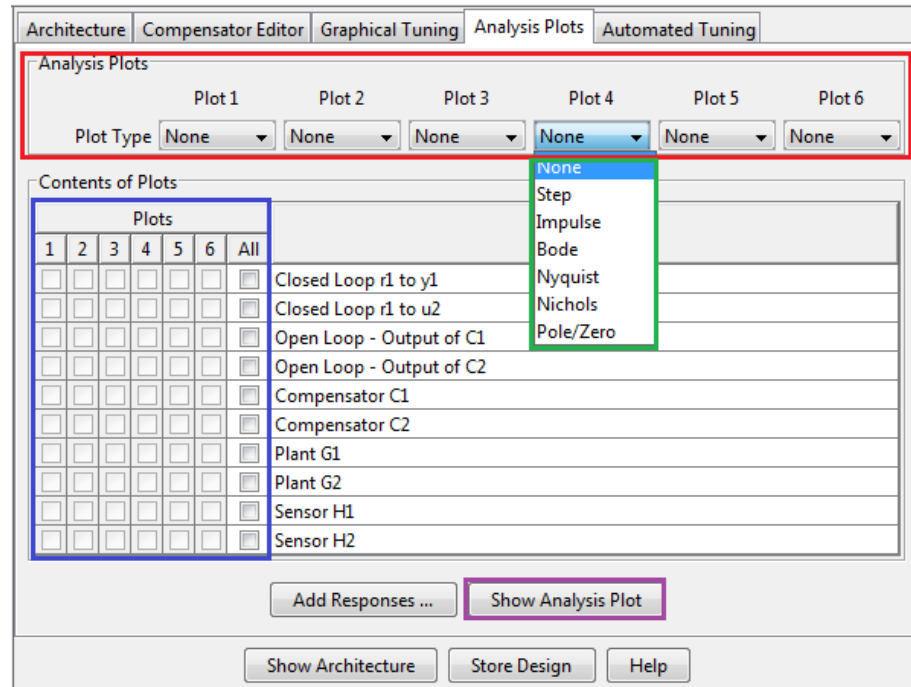 Architecture Compensator Editor Graphical Tuning Analysis Plots Automated Tuning
Analysis Plots
Plot 1 Plot 2 Plot 3 Plot 4 Plot 5 Plot 6
Plot Type None None None None None None
None
Step
Impulse
Bode
Nyquist
Nichols
Pole/Zero
Contents of Plots
Plots
1 2 3 4 5 6 All
Closed Loop r1 to y1
Closed Loop r1 to u2
Open Loop - Output of C1
Open Loop - Output of C2
Compensator C1
Compensator C2
Plant G1
Plant G2
Sensor H1
Sensor H2
Add Responses ... Show Analysis Plot
Show Architecture Store Design Help